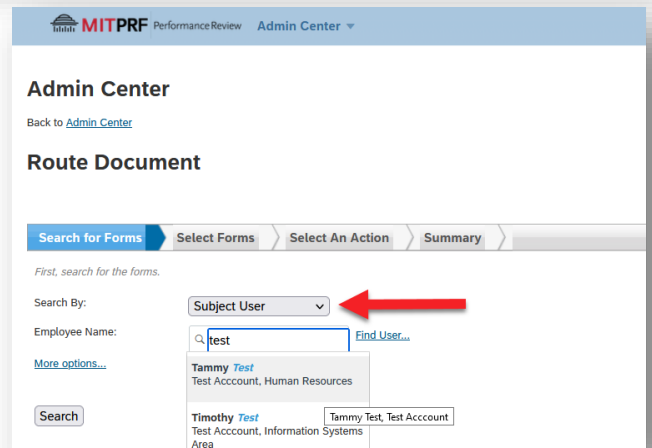 MITPRF PerformanceReview Admin Center
Admin Center
Back to Admin Center
Route Document
Search for Forms Select Forms Select An Action Summary
First, search for the forms.
Search By: Subject User
Employee Name: test Find User...
More options...
Tammy Test
Test Acccount, Human Resources
Search
Timothy Test
Tammy Test, Test Acccount
Test Acccount, Information Systems
Area